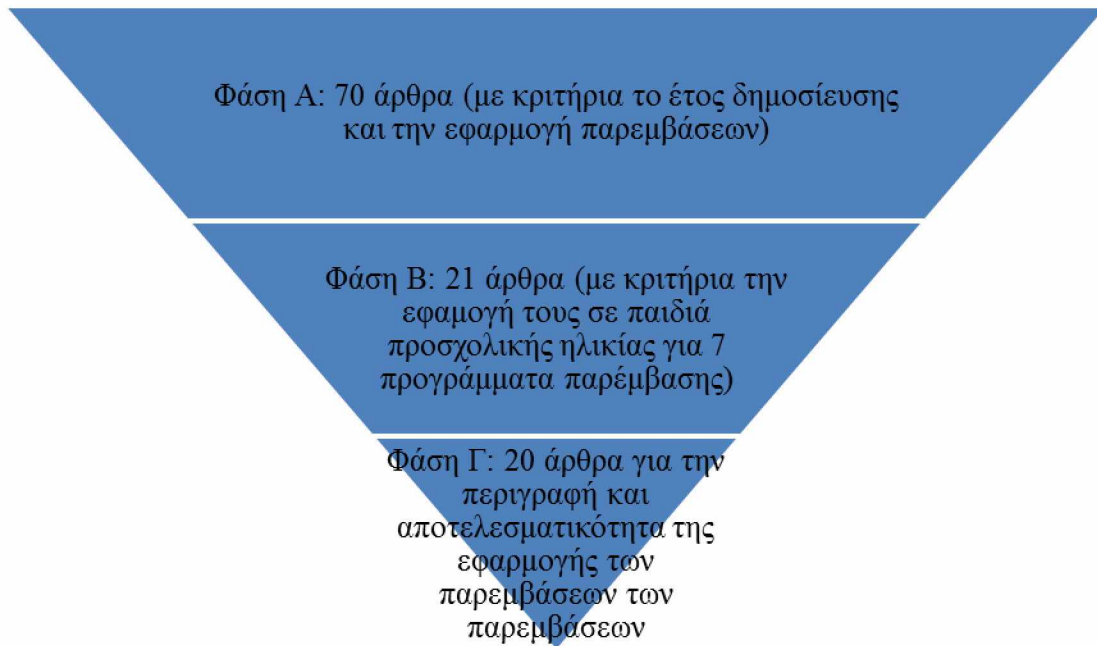 Φάση Α: 70 άρθρα (με κριτήρια το έτος δημοσίευσης
και την εφαρμογή παρεμβάσεων)
Φάση Β: 21 άρθρα (με κριτήρια την
εφαμογή τους σε παιδιά
προσχολικής ηλικίας για 7
προγράμματα παρέμβασης)
Φάση Γ: 20 άρθρα για την
περιγραφή και
αποτελεσματικότητα της
εφαρμογής των
παρεμβάσεων των
παρεμβάσεων